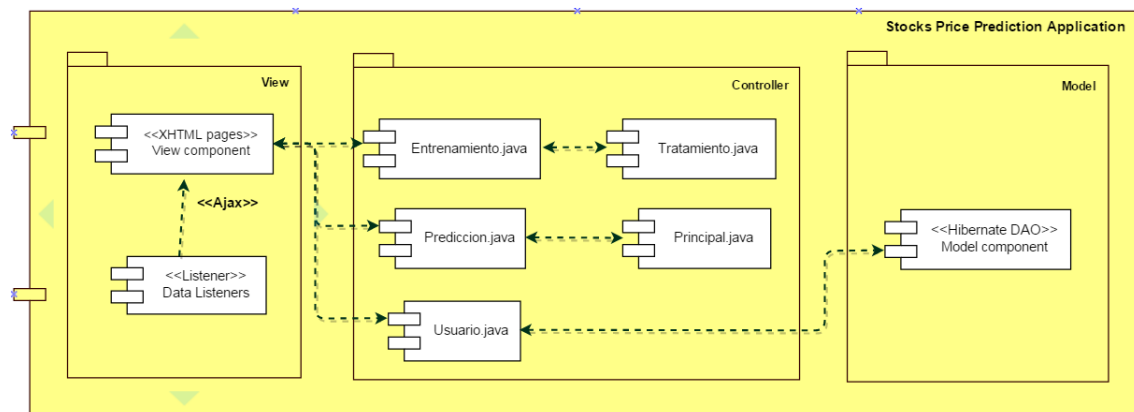 Stocks Price Prediction Application
View
<<XHTML pages>>
View component
<<Ajax>>
<<Listener>>
Data Listeners
Controller
Entrenamiento.java
Tratamiento.java
Prediccion.java
Principal.java
Usuario.java
Model
<<Hibernate DAO>>
Model component